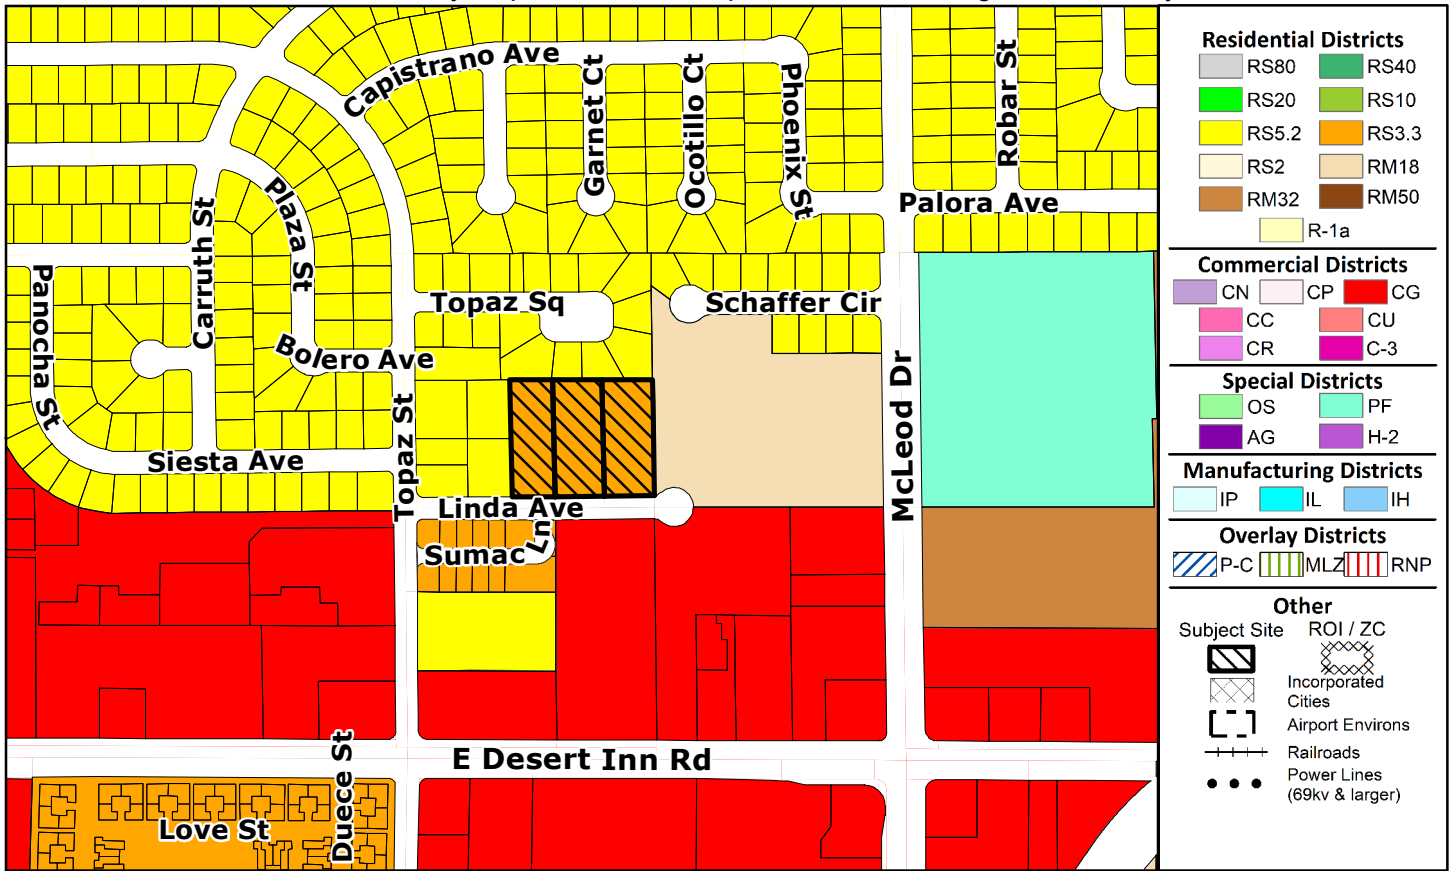 Capistrano Ave
Garnet Ct
Ocotillo Ct
Phoenix St
Robar St
Palora Ave
Carruth St
Plaza St
Panocha St
Topaz Sq
Schaffer Cir
Bolero Ave
McLeod Dr
Topaz St
Siesta Ave
Linda Ave
Sumac Ln
E Desert Inn Rd
Duece St
Love St
Residential Districts
RS80 RS40
RS20 RS10
RS5.2 RS3.3
RS2 RM18
RM32 RM50
R-1a
Commercial Districts
CN CP CG
CC CU
CR C-3
Special Districts
OS PF
AG H-2
Manufacturing Districts
IP IL IH
Overlay Districts
P-C MLZ RNP
Other
Subject Site ROI / ZC
Incorporated
Cities
Airport Environs
Railroads
Power Lines
(69kv & larger)